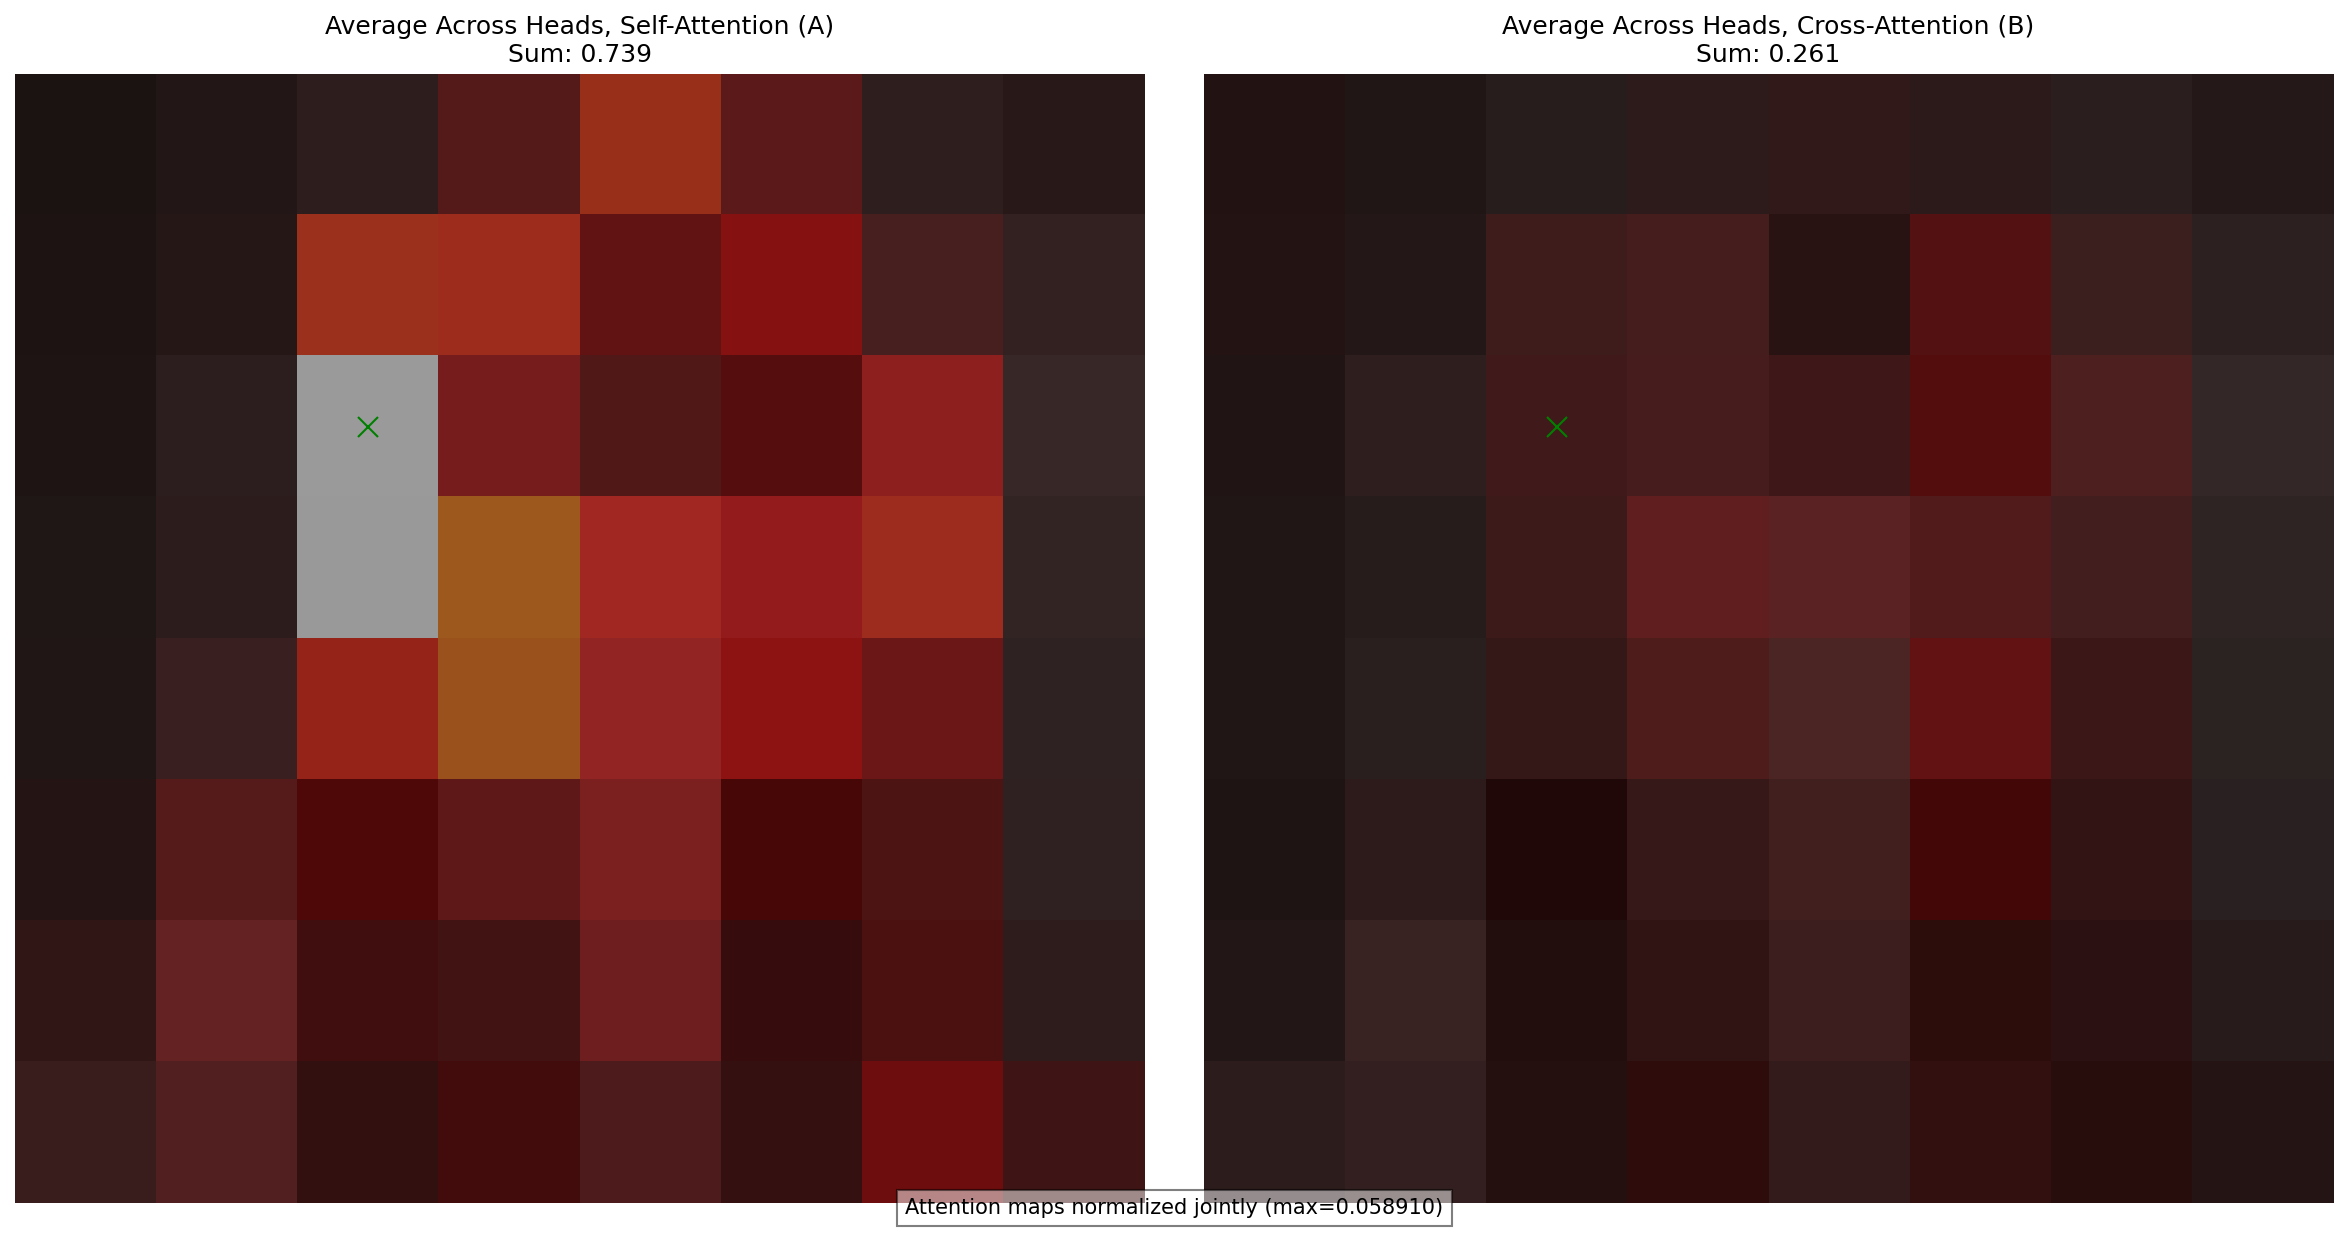 Average Across Heads, Self-Attention (A)
Sum: 0.739
Average Across Heads, Cross-Attention (B)
Sum: 0.261
Attention maps normalized jointly (max=0.058910)